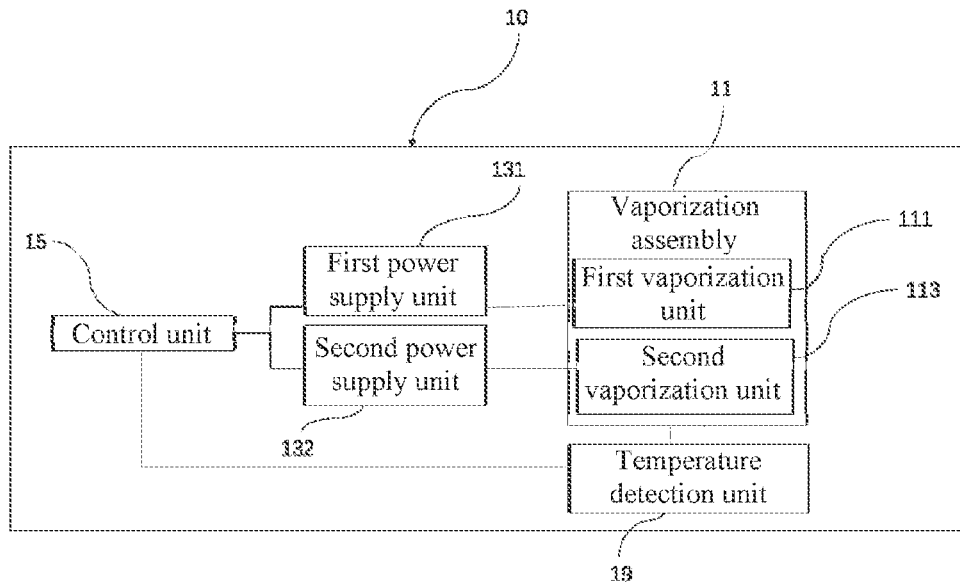 10
11
131
Vaporization
assembly
111
15
First power
supply unit
First vaporization
unit
113
Control unit
Second power
supply unit
Second
vaporization unit
132
Temperature
detection unit
19